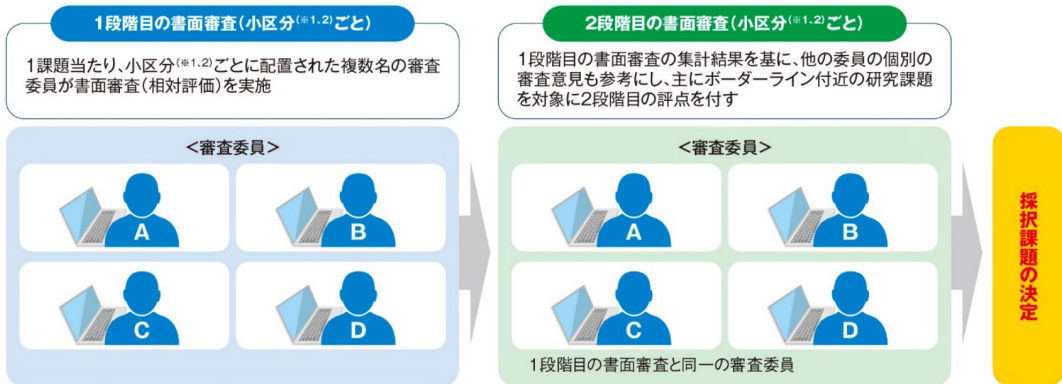 1段階目の書面審査(小区分(※1、2)ごと)
1課題当たり、小区分(※1、2)ごとに配置された複数名の審査
委員が書面審査(相対評価)を実施
<審査委員>
A
B
C
D
2段階目の書面審査(小区分(※1、2)ごと)
1段階目の書面審査の集計結果を基に、他の委員の個別の
審査意見も参考にし、主にボーダーライン付近の研究課題
を対象に2段階目の評点を付す
<審査委員>
A
B
C
D
1段階目の書面審査と同一の審査委員
採択課題の決定